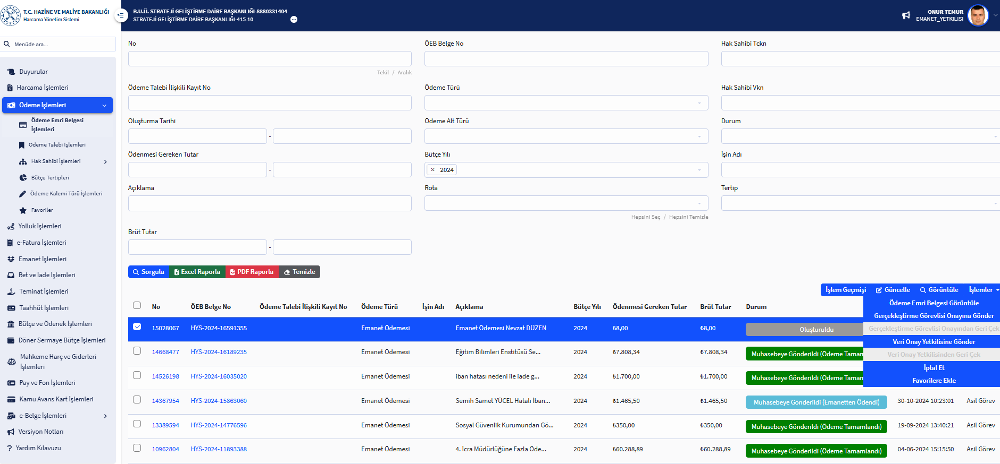 T.C. HAZİNE VE MALİYE BAKANLIĞI
Harcama Yönetim Sistemi
B.U.Ü. STRATEJİ GELİŞTİRME DAİRE BAŞKANLIĞI-8880331404
STRATEJİ GELİŞTİRME DAİRE BAŞKANLIĞI-415.10
ONUR TEMUR
EMANET_YETKILISI
Menüde ara...
Duyurular
Harcama İşlemleri
Ödeme İşlemleri
Ödeme Emri Belgesi
İşlemleri
Ödeme Talebi İşlemleri
Hak Sahibi İşlemleri
Bütçe Tertipleri
Ödeme Kalemi Türü İşlemleri
Favoriler
Yolluk İşlemleri
e-Fatura İşlemleri
Emanet İşlemleri
Ret ve İade İşlemleri
Teminat İşlemleri
Taahhüt İşlemleri
Bütçe ve Ödenek İşlemleri
Döner Sermaye Bütçe İşlemleri
Mahkeme Harç ve Giderleri
İşlemleri
Pay ve Fon İşlemleri
Kamu Avans Kart İşlemleri
e-Belge İşlemleri
Versiyon Notları
? Yardım Kılavuzu
No
ÖEB Belge No
Hak Sahibi Tckn
Tekil / Aralık
Ödeme Talebi İlişkili Kayıt No
Ödeme Türü
Hak Sahibi Vkn
Oluşturma Tarihi
Ödeme Alt Türü
Durum
-
Ödenmesi Gereken Tutar
Bütçe Yılı
İşin Adı
-
× 2024
Açıklama
Rota
Tertip
Hepsini Seç / Hepsini Temizle
Brüt Tutar
-
Sorgula Excel Raporla PDF Raporla Temizle
İşlem Geçmişi Güncelle Görüntüle İşlemler
Ödeme Emri Belgesi Görüntüle
Gerçekleştirme Görevlisi Onayına Gönder
Gerçekleştirme Görevlisi Onayından Geri Çek
Veri Onay Yetkilisine Gönder
Veri Onay Yetkilisinden Geri Çek
İptal Et
Favorilere Ekle
No ÖEB Belge No Ödeme Talebi İlişkili Kayıt No Ödeme Türü İşin Adı Açıklama Bütçe Yılı Ödenmesi Gereken Tutar Brüt Tutar Durum
15028067 HYS-2024-16591355 Emanet Ödemesi Emanet Ödemesi Nevzat DÜZEN 2024 ₺8,00 ₺8,00 Oluşturuldu
14668477 HYS-2024-16189235 Emanet Ödemesi Eğitim Bilimleri Enstitüsü Se... 2024 ₺7.808,34 ₺7.808,34 Muhasebeye Gönderildi (Ödeme Tamam
14526198 HYS-2024-16035020 Emanet Ödemesi iban hatası nedeni ile iade g... 2024 ₺1.700,00 ₺1.700,00 Muhasebeye Gönderildi (Ödeme Tamam
14367954 HYS-2024-15863060 Emanet Ödemesi Semih Samet YÜCEL Hatalı İban... 2024 ₺1.465,50 ₺1.465,50 Muhasebeye Gönderildi (Emanetten Ödendi) 30-10-2024 10:23:01 Asil Görev
13389594 HYS-2024-14776596 Emanet Ödemesi Sosyal Güvenlik Kurumundan Gö... 2024 ₺350,00 ₺350,00 Muhasebeye Gönderildi (Ödeme Tamamlandı) 19-09-2024 13:40:21 Asil Görev
10962804 HYS-2024-11893388 Emanet Ödemesi 4. İcra Müdürlüğüne Fazla Öde... 2024 ₺60.288,89 ₺60.288,89 Muhasebeye Gönderildi (Ödeme Tamamlandı) 04-06-2024 15:15:50 Asil Görev